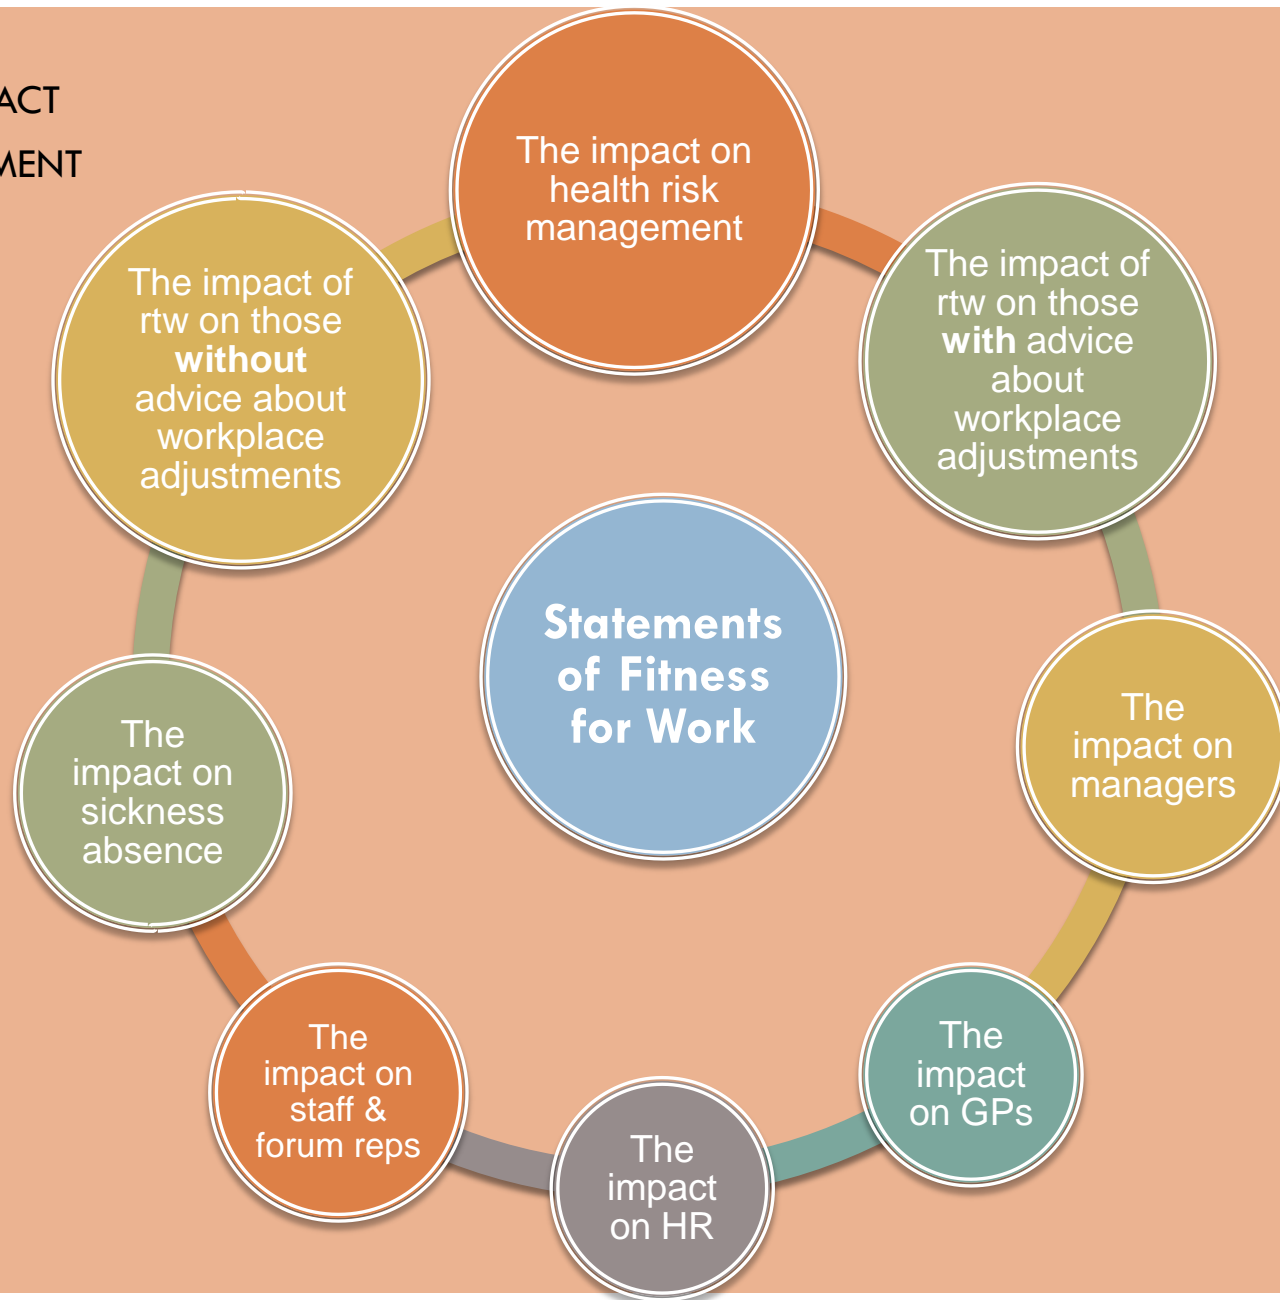 ACT
MENT
The impact on
health risk
management
The impact of
rtw on those
with advice
about
workplace
adjustments
The
impact on
managers
The
impact
on GPs
The
impact
on HR
The
impact on
staff &
forum reps
The
impact on
sickness
absence
The impact of
rtw on those
without
advice about
workplace
adjustments
Statements
of Fitness
for Work